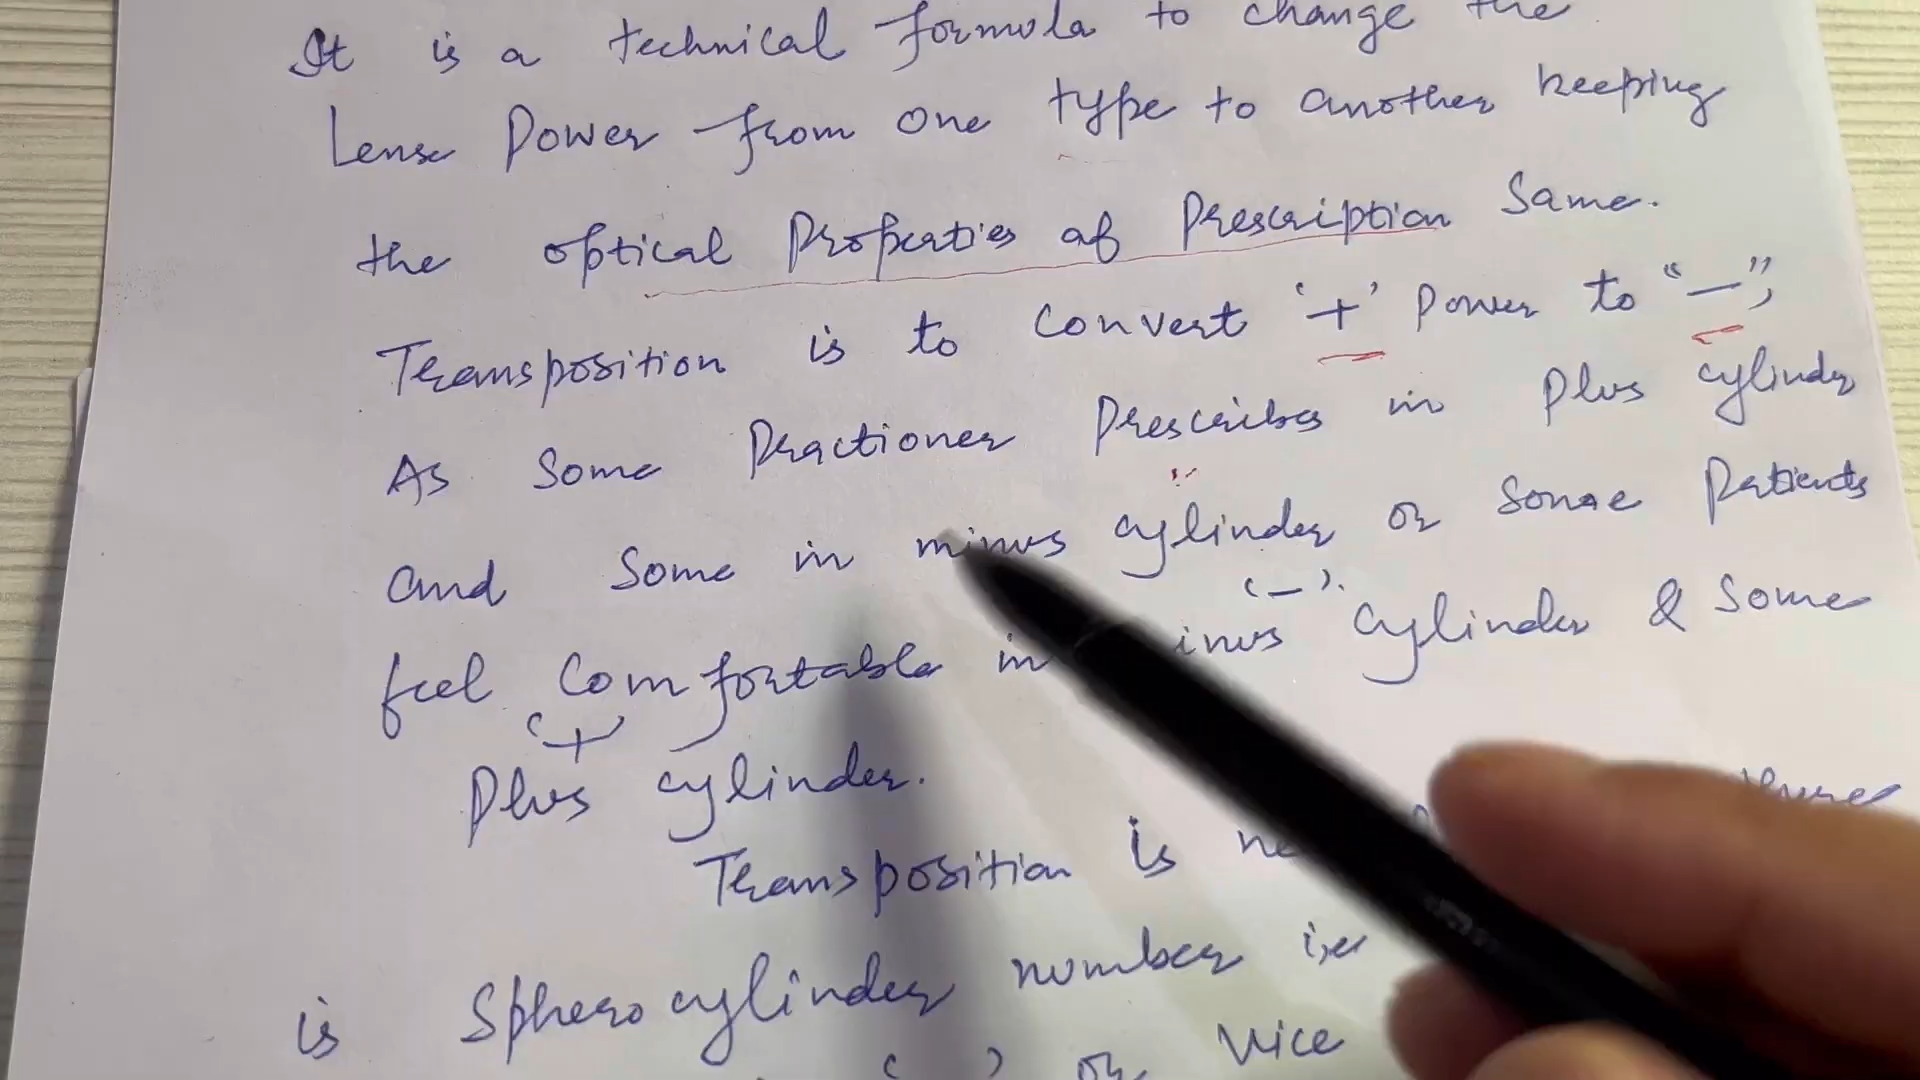 It is a technical formula to change the
Lense Power from one type to another keeping
the optical Properties of Prescription Same.
Transposition is to convert '+' Power to "—",
As Some Practioner Prescribes in Plus cylinder
and Some in minus cylinder or some Patients
(–).
feel Comfortable in cylinder & Some
(+)
Plus cylinder.
Transposition is
is Spherocylinder number i.e
or vice